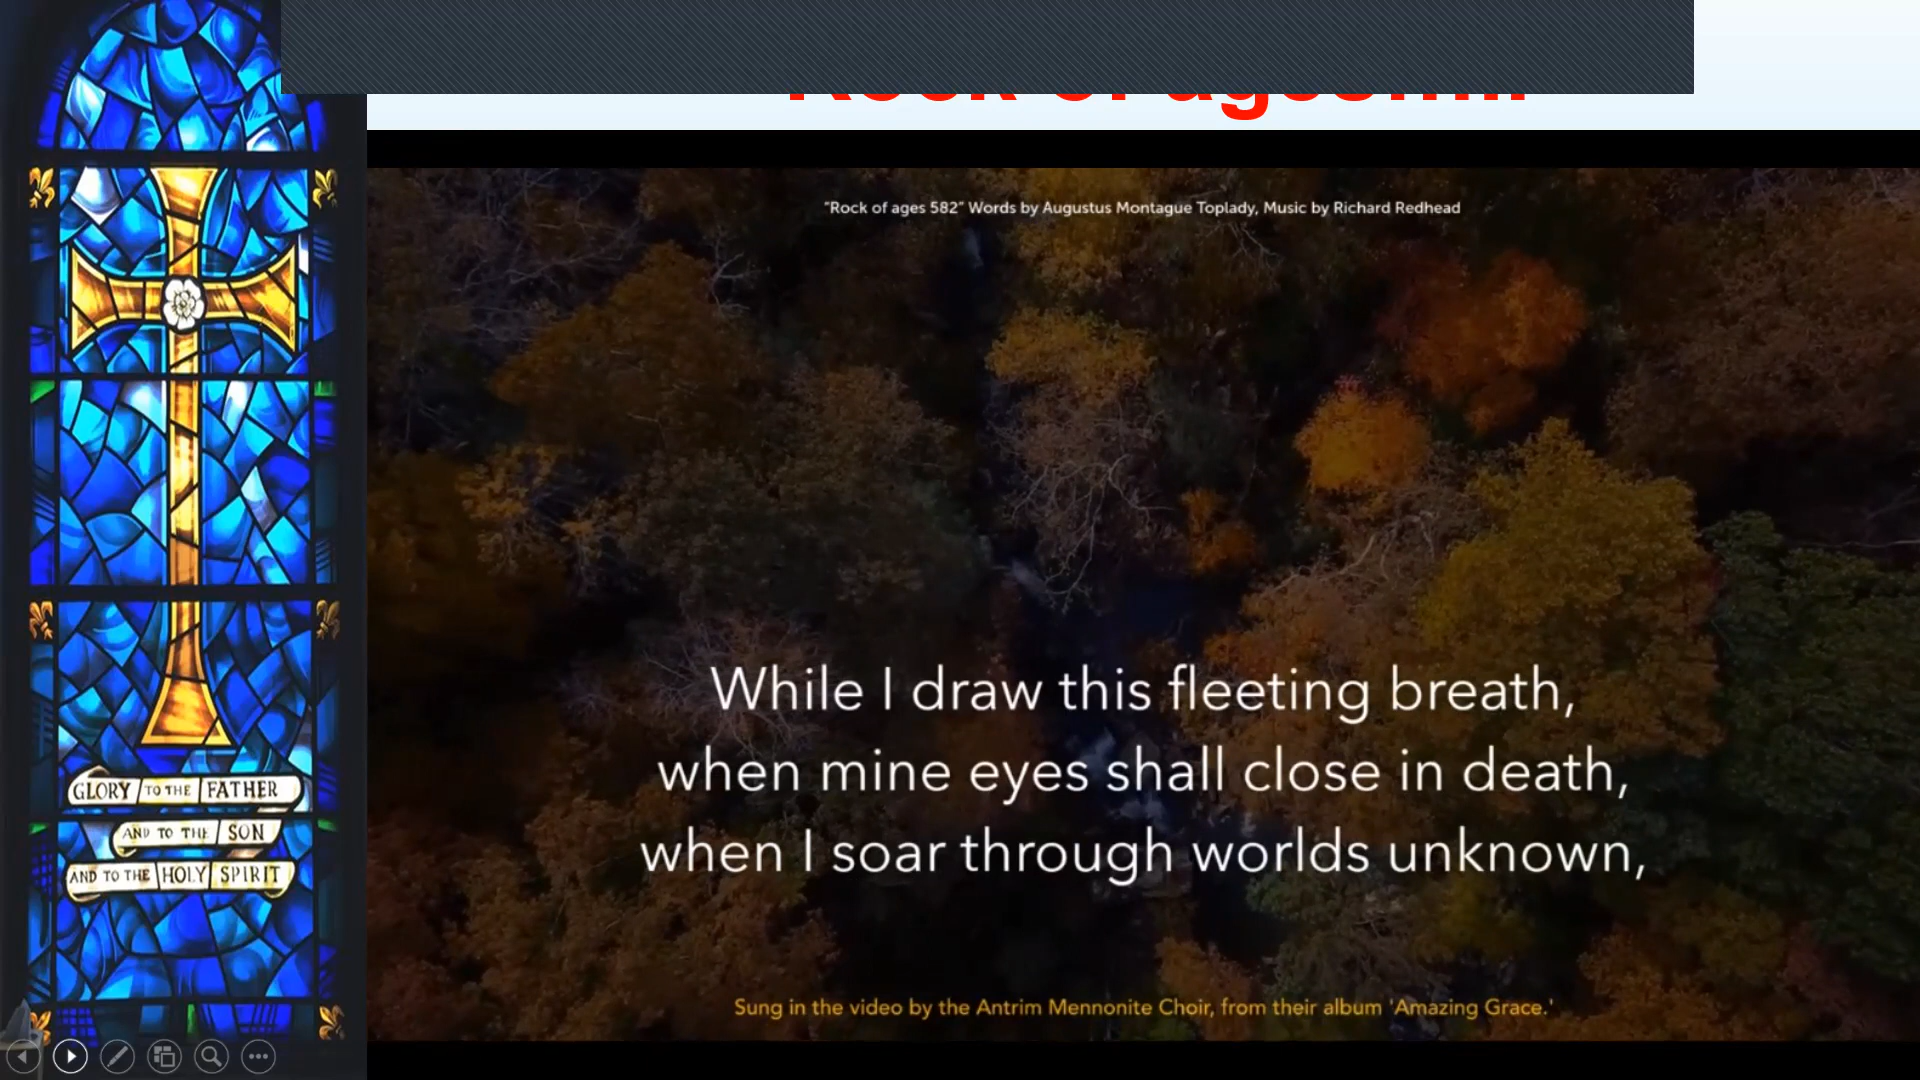 Rock of ages
"Rock of ages 582" Words by Augustus Montague Toplady, Music by Richard Redhead
While I draw this fleeting breath,
when mine eyes shall close in death,
when I soar through worlds unknown,
GLORY TO THE FATHER
AND TO THE SON
AND TO THE HOLY SPIRIT
Sung in the video by the Antrim Mennonite Choir, from their album 'Amazing Grace.'